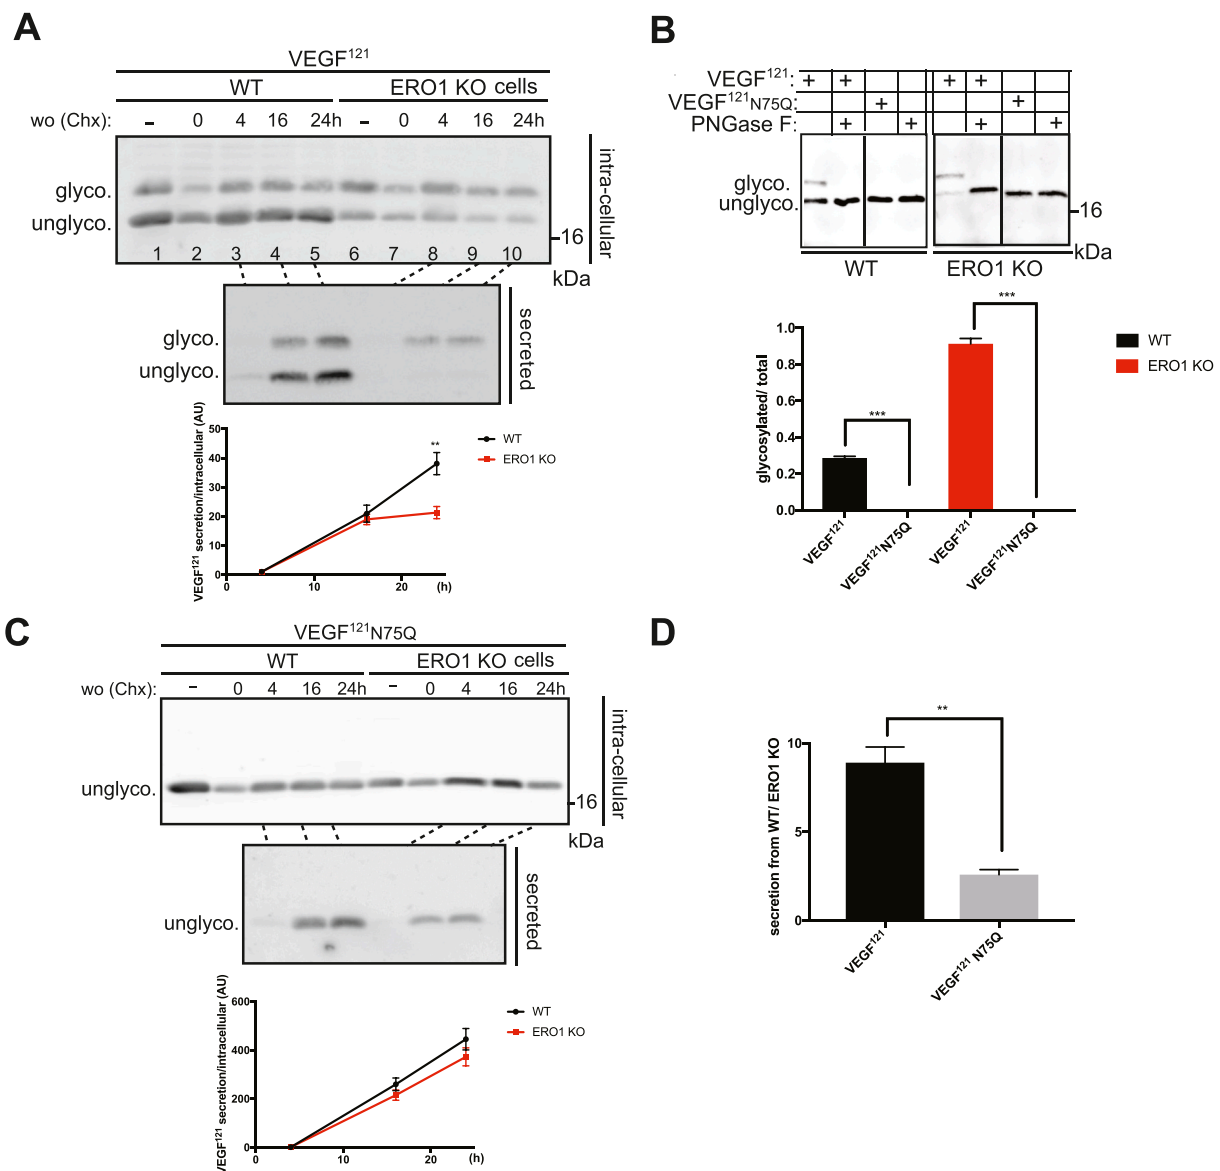 A
VEGF121
WT ERO1 KO cells
wo (Chx): – 0 4 16 24h – 0 4 16 24h
glyco.
unglyco.
1 2 3 4 5 6 7 8 9 10
16
kDa
intra-cellular
glyco.
unglyco.
secreted
VEGF121 secretion/intracellular (AU)
50
40
30
20
10
0
0 10 20 (h)
**
WT
ERO1 KO
B
VEGF121: + + + +
VEGF121N75Q: + +
PNGase F: + + + +
glyco.
unglyco.
16
kDa
WT ERO1 KO
glycosylated/ total
1.0
0.8
0.6
0.4
0.2
0.0
***
***
VEGF121 VEGF121N75Q VEGF121 VEGF121N75Q
WT
ERO1 KO
C
VEGF121N75Q
WT ERO1 KO cells
wo (Chx): – 0 4 16 24h – 0 4 16 24h
unglyco.
16
kDa
intra-cellular
unglyco.
secreted
VEGF121 secretion/intracellular (AU)
600
400
200
0
0 10 20 (h)
WT
ERO1 KO
D
secretion from WT/ ERO1 KO
10
5
0
**
VEGF121 VEGF121 N75Q